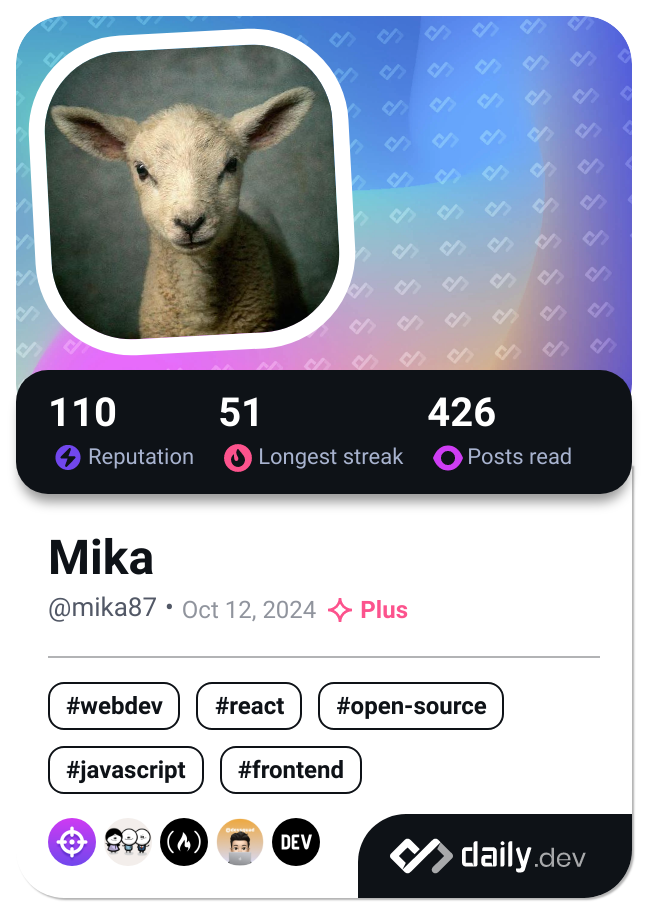 110 51 426
Reputation Longest streak Posts read
Mika
@mika87 • Oct 12, 2024 Plus
#webdev #react #open-source
#javascript #frontend
DEV
daily.dev